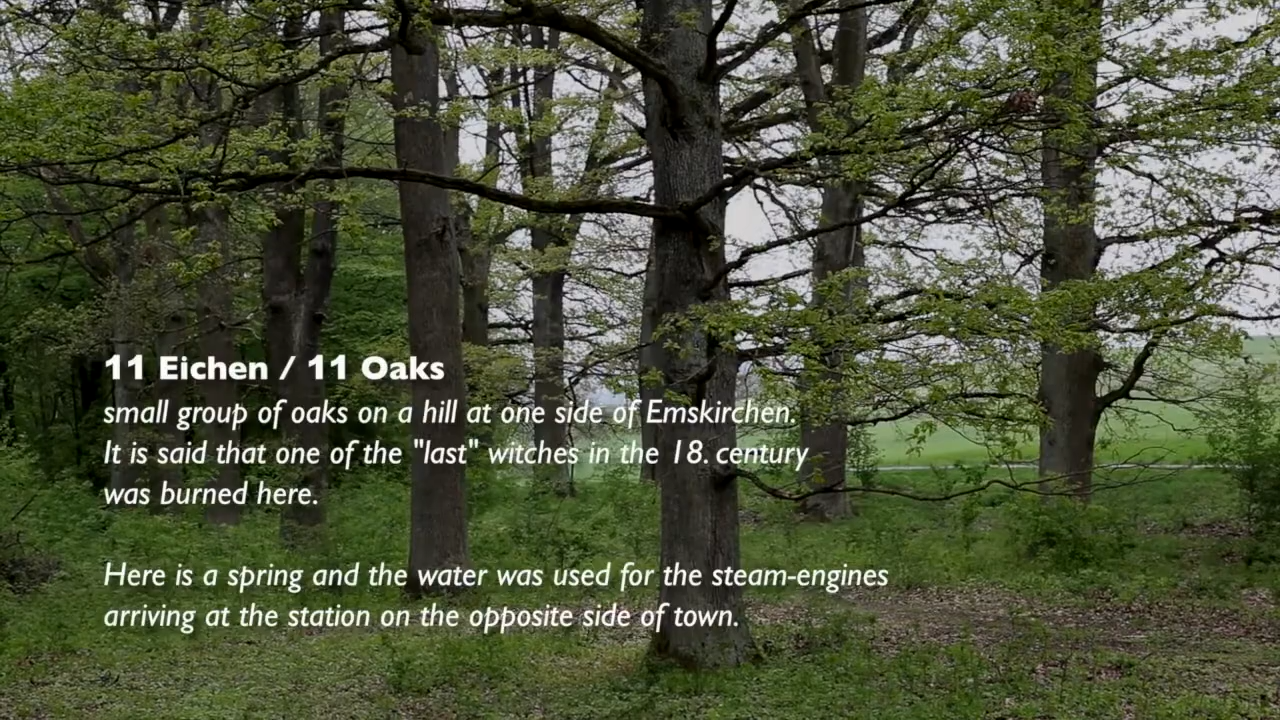 11 Eichen / 11 Oaks
small group of oaks on a hill at one side of Emskirchen.
It is said that one of the "last" witches in the 18. century
was burned here.
Here is a spring and the water was used for the steam-engines
arriving at the station on the opposite side of town.